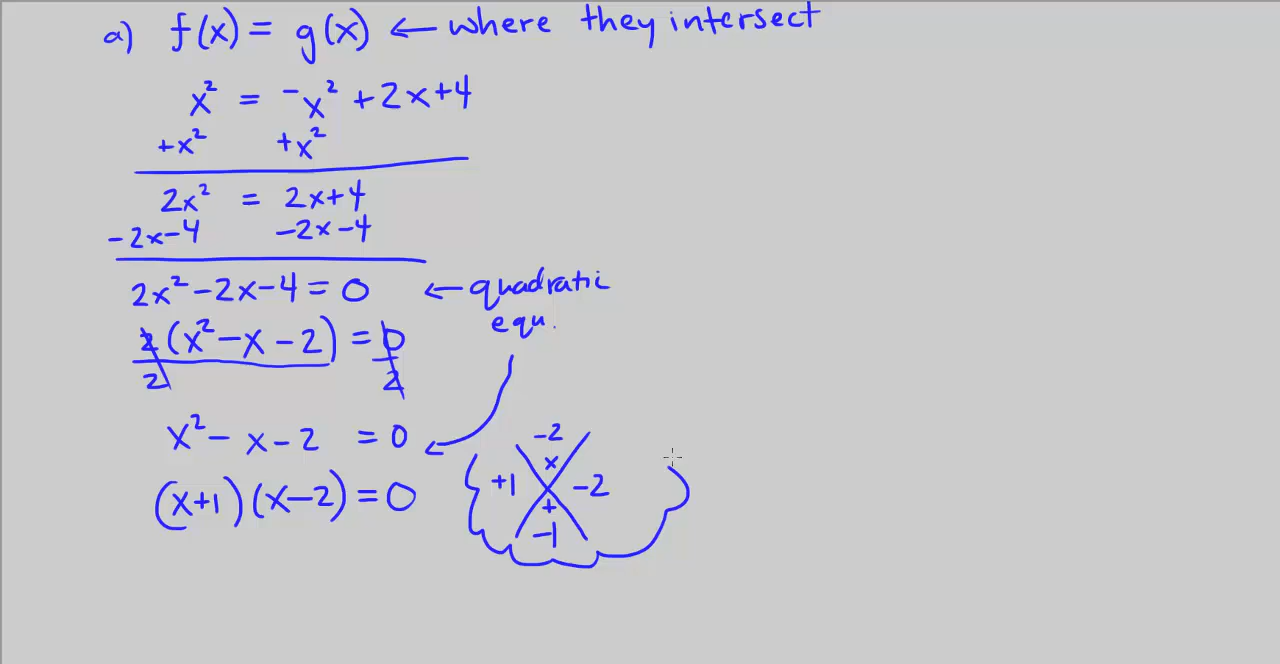 a) f(x) = g(x) ← where they intersect
x² = -x² + 2x + 4
+x² +x²
2x² = 2x+4
-2x-4 -2x-4
2x² - 2x - 4 = 0 ← quadratic
equ.
2(x² - x - 2) = 0
2 2
x² - x - 2 = 0
(x+1)(x-2) = 0
-2
x
+1 -2
+
-1